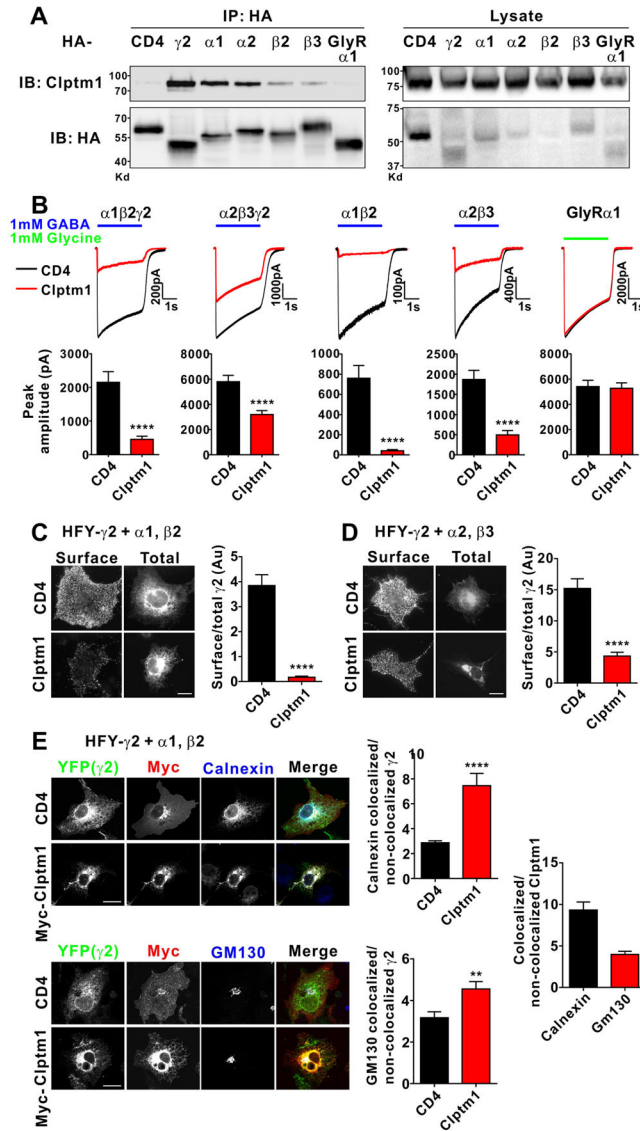 A
IP: HA
Lysate
HA-
CD4 γ2 α1 α2 β2 β3 GlyR α1
CD4 γ2 α1 α2 β2 β3 GlyR α1
IB: Clptm1
100
70
100
75
IB: HA
70
55
40
Kd
75
50
37
Kd
B
1mM GABA
1mM Glycine
α1β2γ2
α2β3γ2
α1β2
α2β3
GlyRα1
CD4
Clptm1
200pA
1s
1000pA
1s
100pA
1s
400pA
1s
2000pA
1s
Peak amplitude (pA)
3000
2000
1000
0
****
CD4
Clptm1
8000
6000
4000
2000
0
****
CD4
Clptm1
1000
800
600
400
200
0
****
CD4
Clptm1
2500
2000
1500
1000
500
0
****
CD4
Clptm1
8000
6000
4000
2000
0
CD4
Clptm1
C
HFY-γ2 + α1, β2
Surface Total
CD4
Clptm1
Surface/total γ2 (Au)
5
4
3
2
1
0
****
CD4
Clptm1
D
HFY-γ2 + α2, β3
Surface Total
CD4
Clptm1
Surface/total γ2 (Au)
20
15
10
5
0
****
CD4
Clptm1
E
HFY-γ2 + α1, β2
YFP(γ2) Myc Calnexin Merge
CD4
Myc-Clptm1
Calnexin colocalized/
non-colocalized γ2
10
8
6
4
2
0
****
CD4
Clptm1
YFP(γ2) Myc GM130 Merge
CD4
Myc-Clptm1
GM130 colocalized/
non-colocalized γ2
6
4
2
0
**
CD4
Clptm1
Colocalized/
non-colocalized Clptm1
15
10
5
0
Calnexin
Gm130